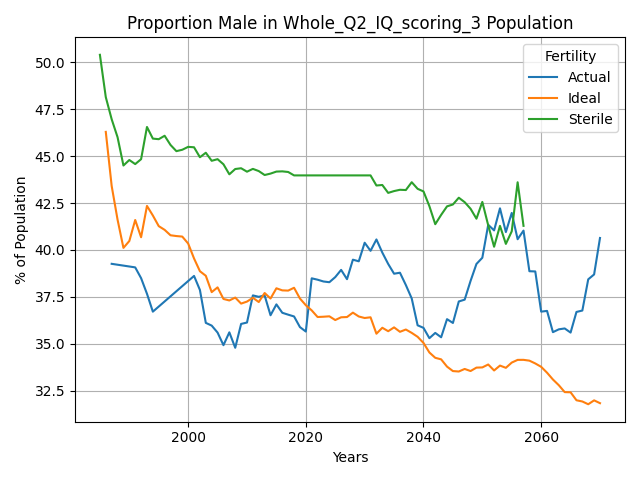 Proportion Male in Whole_Q2_IQ_scoring_3 Population
% of Population
50.0
47.5
45.0
42.5
40.0
37.5
35.0
32.5
Fertility
Actual
Ideal
Sterile
2000
2020
2040
2060
Years